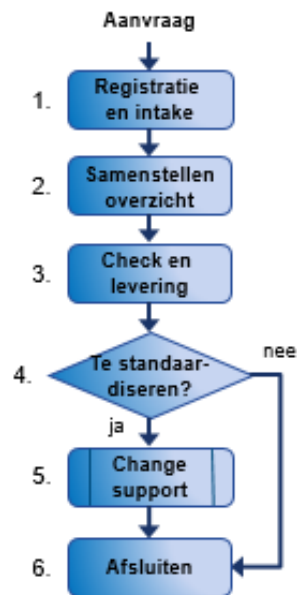 Aanvraag
1.
Registratie
en intake
2.
Samenstellen
overzicht
3.
Check en
levering
4.
Te standaar-
diseren?
nee
ja
5.
Change
support
6.
Afsluiten